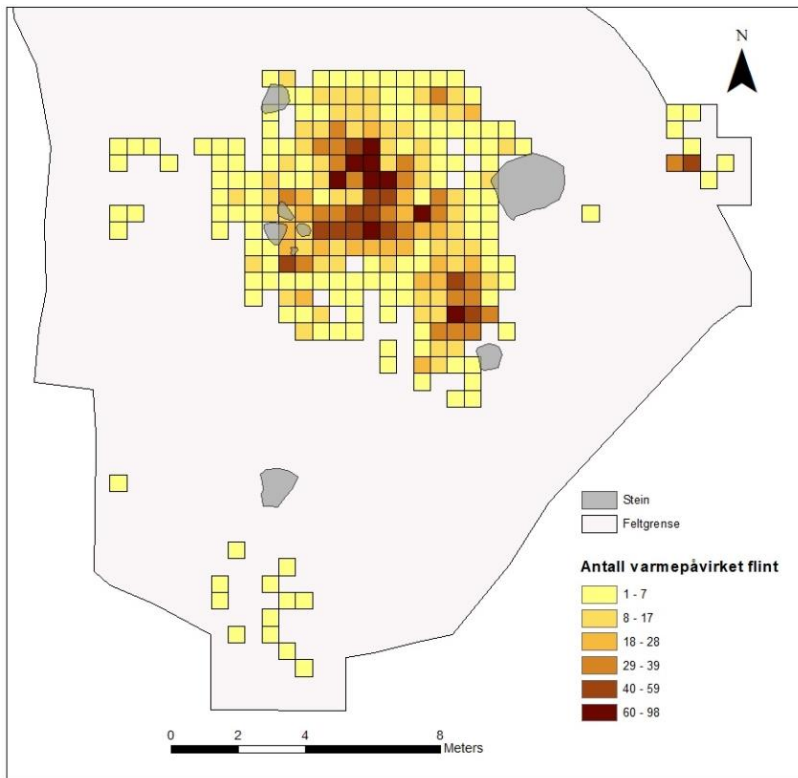 N
Stein
Feltgrense
Antall varmepåvirket flint
1 - 7
8 - 17
18 - 28
29 - 39
40 - 59
60 - 98
0 2 4 8
Meters